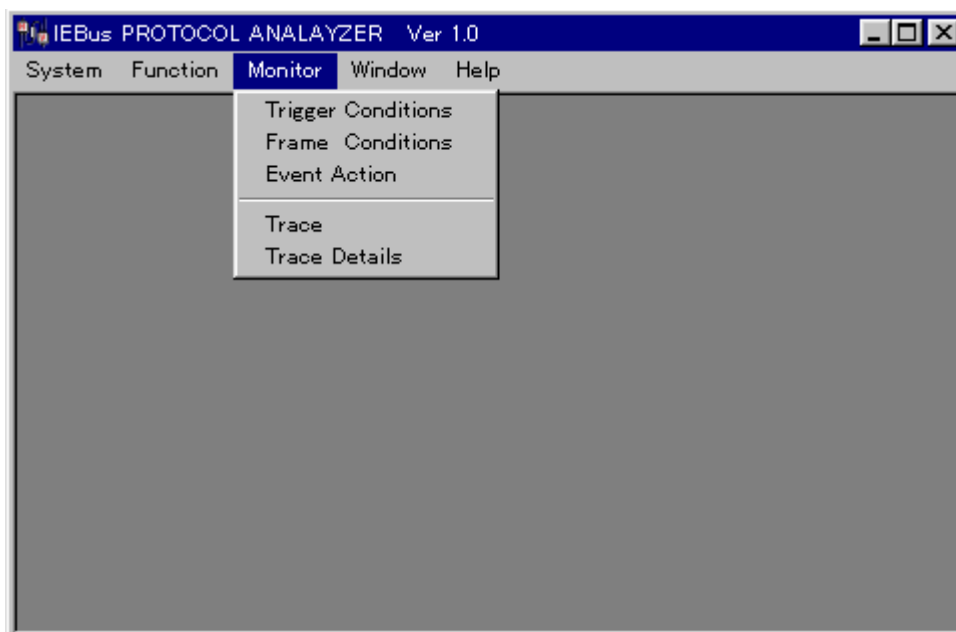 IEBus PROTOCOL ANALAYZER Ver 1.0
System Function Monitor Window Help
Trigger Conditions
Frame Conditions
Event Action
Trace
Trace Details